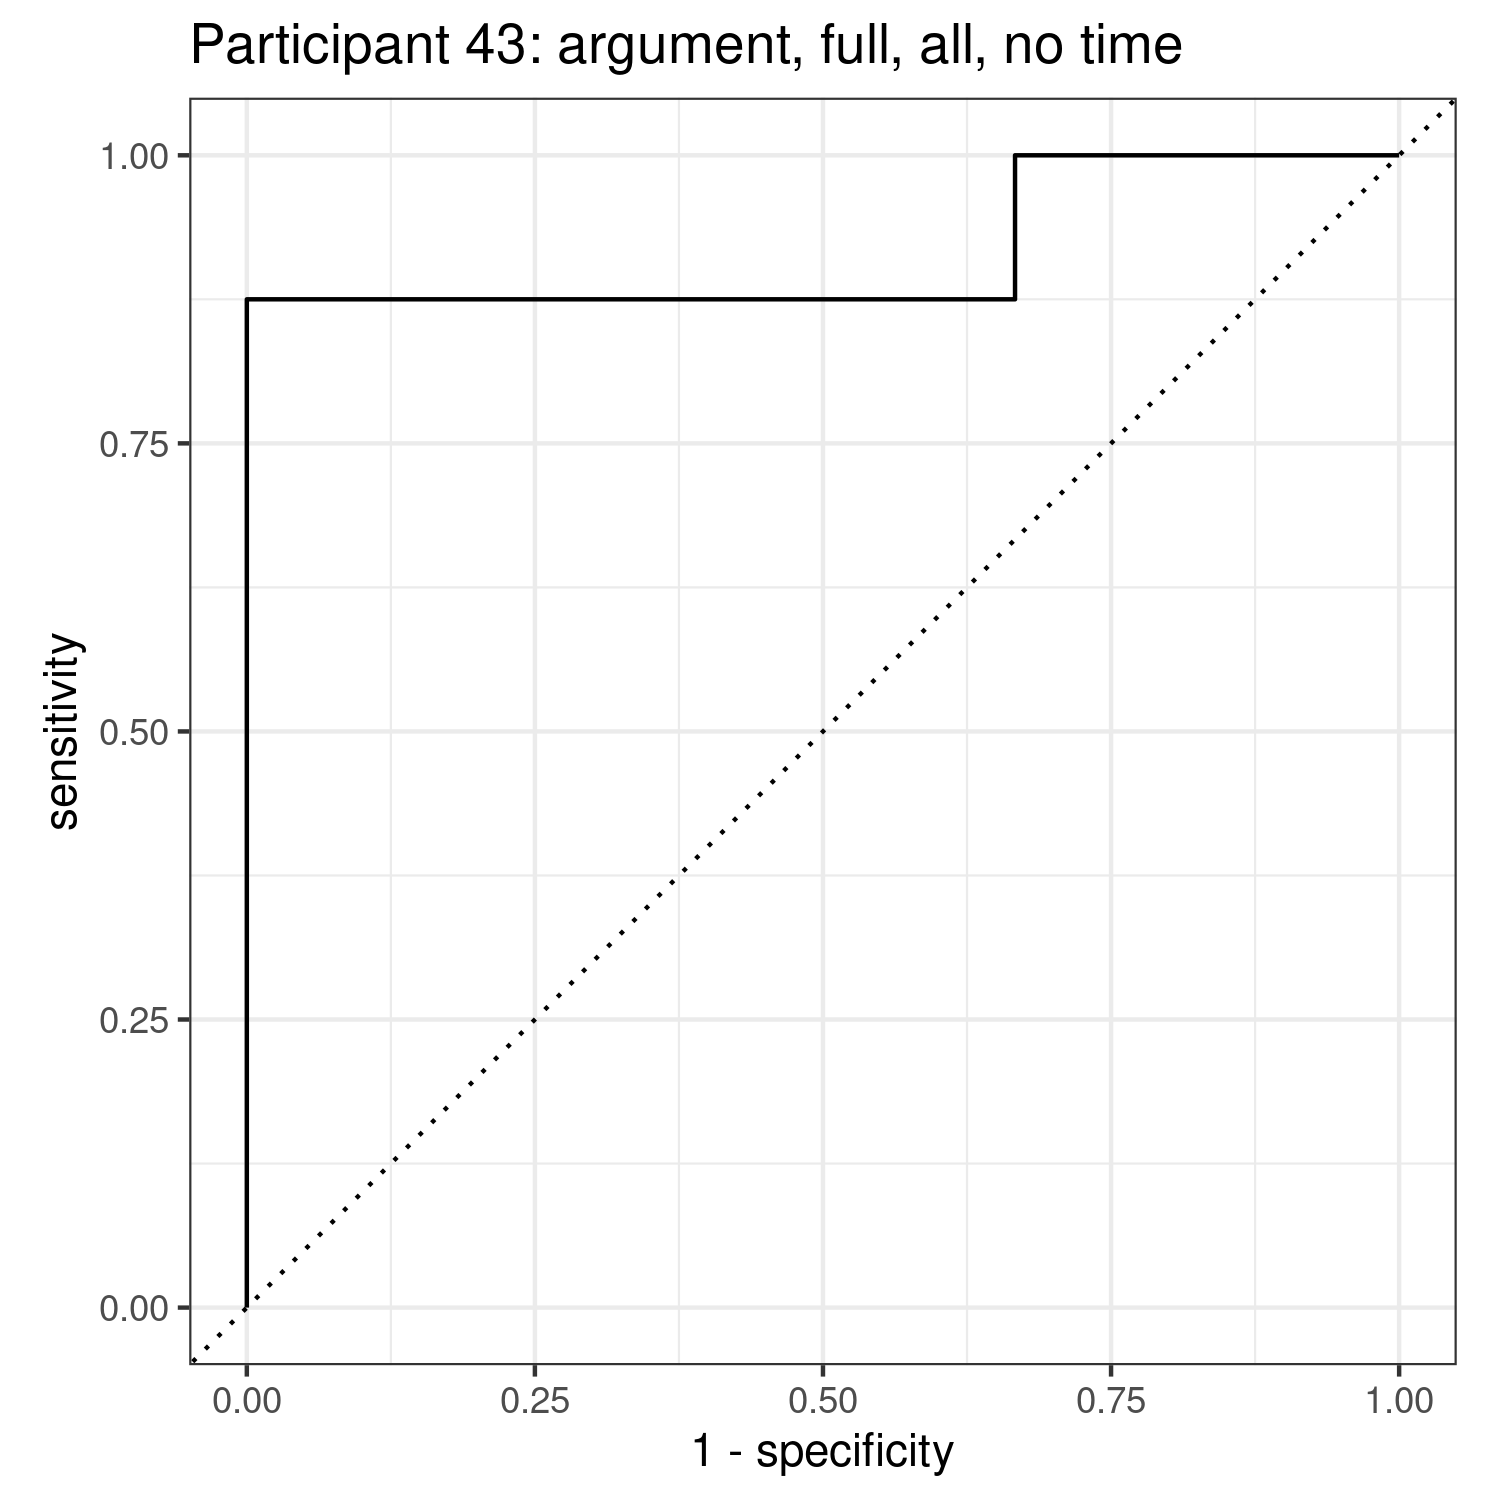 Participant 43: argument, full, all, no time
1.00
0.75
0.50
0.25
0.00
sensitivity
0.00 0.25 0.50 0.75 1.00
1 - specificity